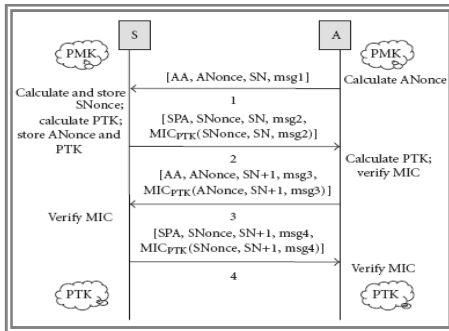 S
A
PMK
PMK
[AA, ANonce, SN, msg1]
Calculate ANonce
1
Calculate and store
SNonce;
calculate PTK;
store ANonce and
PTK
[SPA, SNonce, SN, msg2,
MICPTK(SNonce, SN, msg2)]
2
Calculate PTK;
verify MIC
[AA, ANonce, SN+1, msg3,
MICPTK(ANonce, SN+1, msg3)]
3
Verify MIC
[SPA, SNonce, SN+1, msg4,
MICPTK(SNonce, SN+1, msg4)]
4
Verify MIC
PTK
PTK